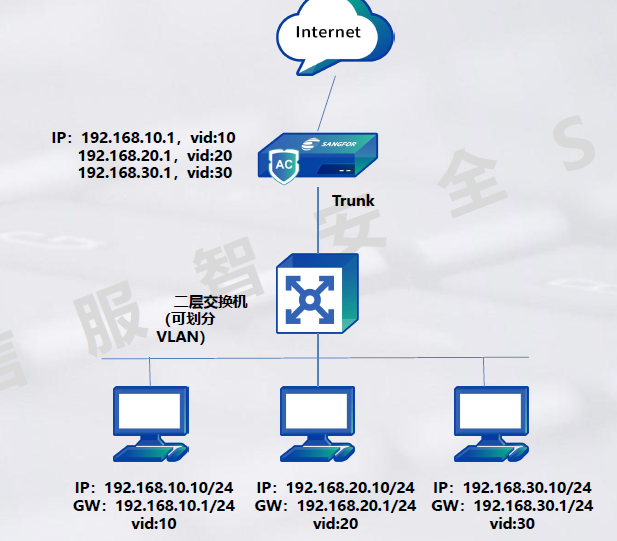 Internet
IP：192.168.10.1，vid:10
192.168.20.1，vid:20
192.168.30.1，vid:30
SANGFOR
AC
Trunk
二层交换机
（可划分
VLAN）
IP：192.168.10.10/24
GW：192.168.10.1/24
vid:10
IP：192.168.20.10/24
GW：192.168.20.1/24
vid:20
IP：192.168.30.10/24
GW：192.168.30.1/24
vid:30
信服智安全 S